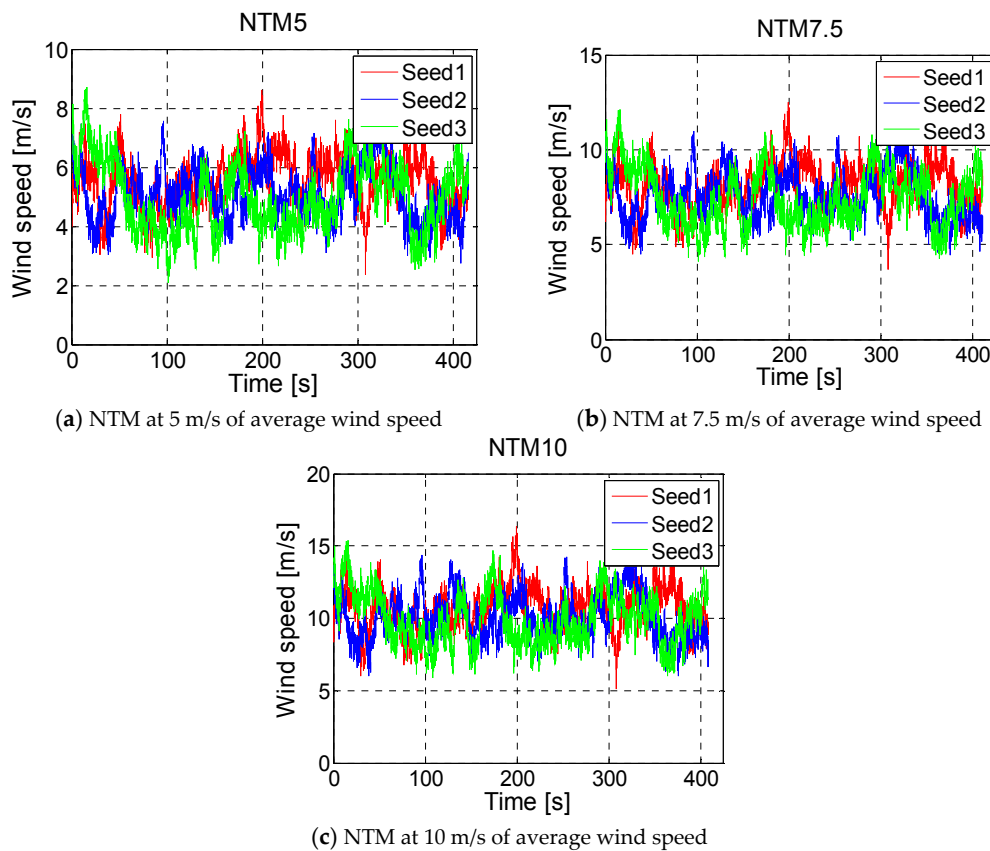 NTM5
10
8
6
4
2
0
Wind speed [m/s]
Seed1
Seed2
Seed3
0 100 200 300 400
Time [s]
(a) NTM at 5 m/s of average wind speed
NTM7.5
15
10
5
0
Wind speed [m/s]
Seed1
Seed2
Seed3
0 100 200 300 400
Time [s]
(b) NTM at 7.5 m/s of average wind speed
NTM10
20
15
10
5
0
Wind speed [m/s]
Seed1
Seed2
Seed3
0 100 200 300 400
Time [s]
(c) NTM at 10 m/s of average wind speed